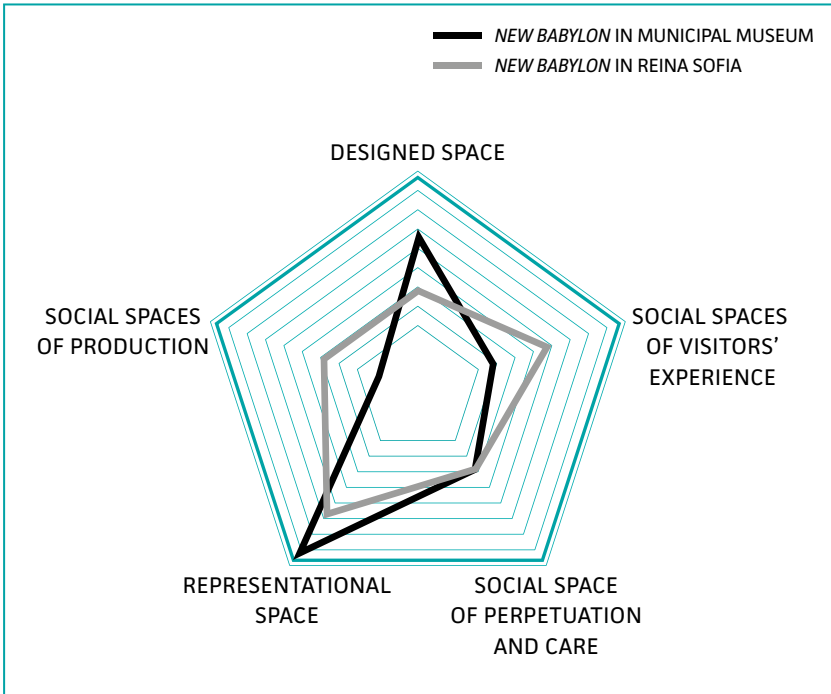 NEW BABYLON IN MUNICIPAL MUSEUM
NEW BABYLON IN REINA SOFIA
DESIGNED SPACE
SOCIAL SPACES
OF PRODUCTION
SOCIAL SPACES
OF VISITORS’
EXPERIENCE
REPRESENTATIONAL
SPACE
SOCIAL SPACE
OF PERPETUATION
AND CARE